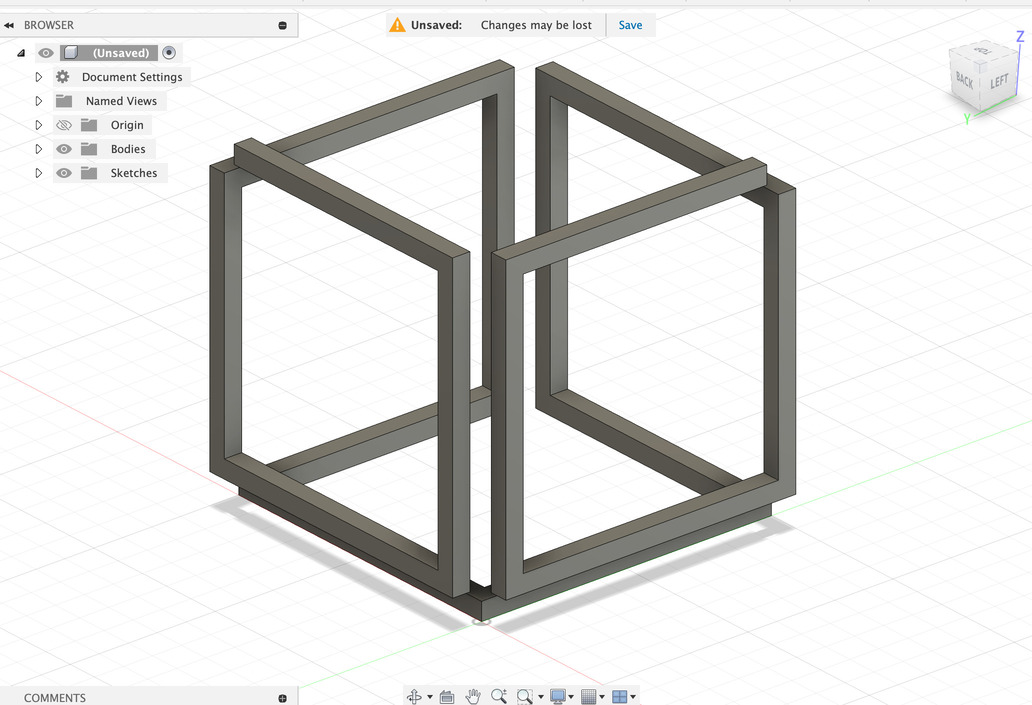 BROWSER
Unsaved: Changes may be lost Save
(Unsaved)
Document Settings
Named Views
Origin
Bodies
Sketches
TOP
BACK
LEFT
Z
Y
COMMENTS